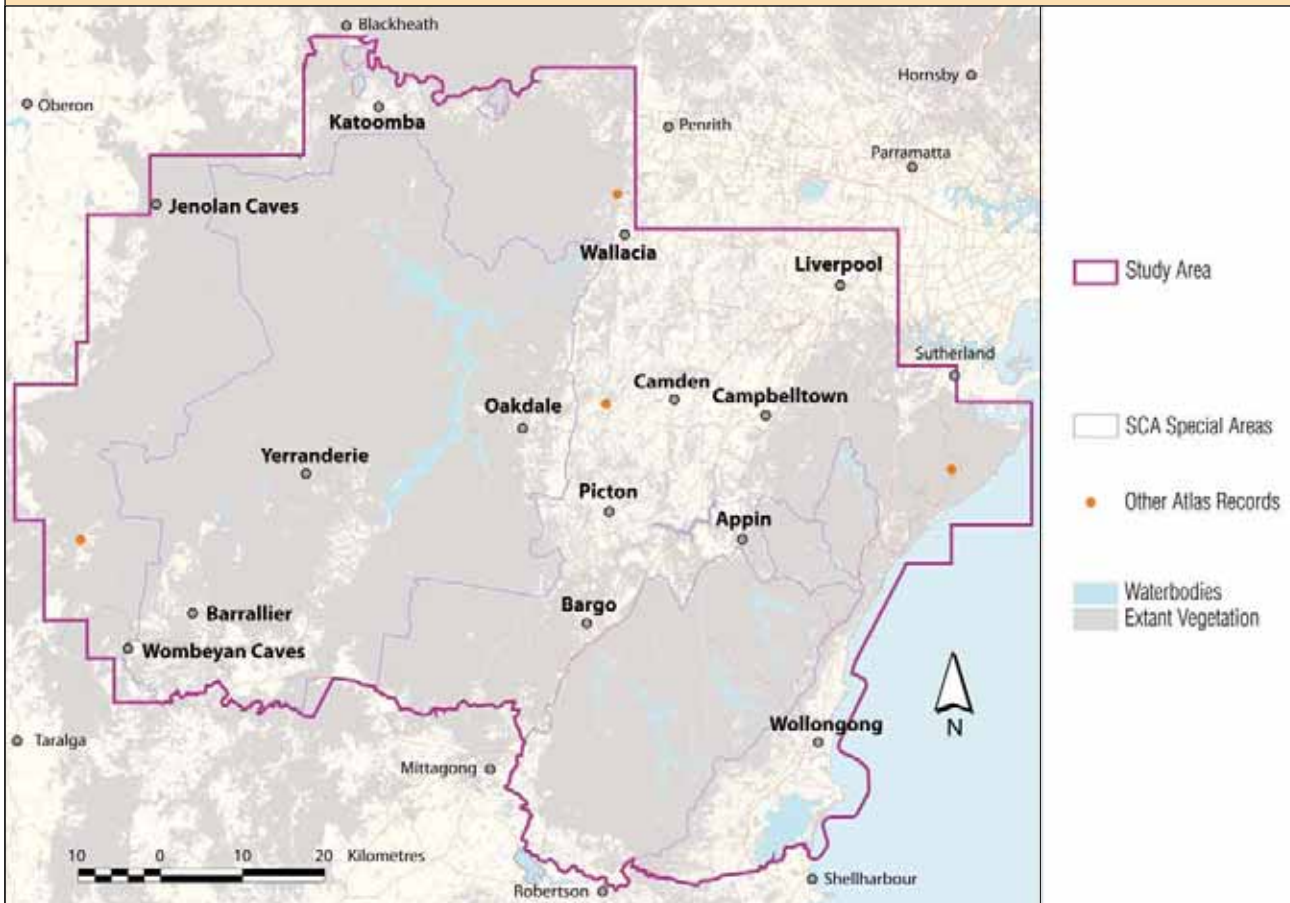 Blackheath
Hornsby
Oberon
Katoomba
Penrith
Parramatta
Jenolan Caves
Wallacia
Liverpool
Study Area
Sutherland
Camden
Campbelltown
Oakdale
SCA Special Areas
Yerranderie
Picton
Other Atlas Records
Appin
Waterbodies
Barrallier
Bargo
Extant Vegetation
Wombeyan Caves
N
Wollongong
Taralga
Mittagong
10 0 10 20 Kilometres
Robertson
Shellharbour